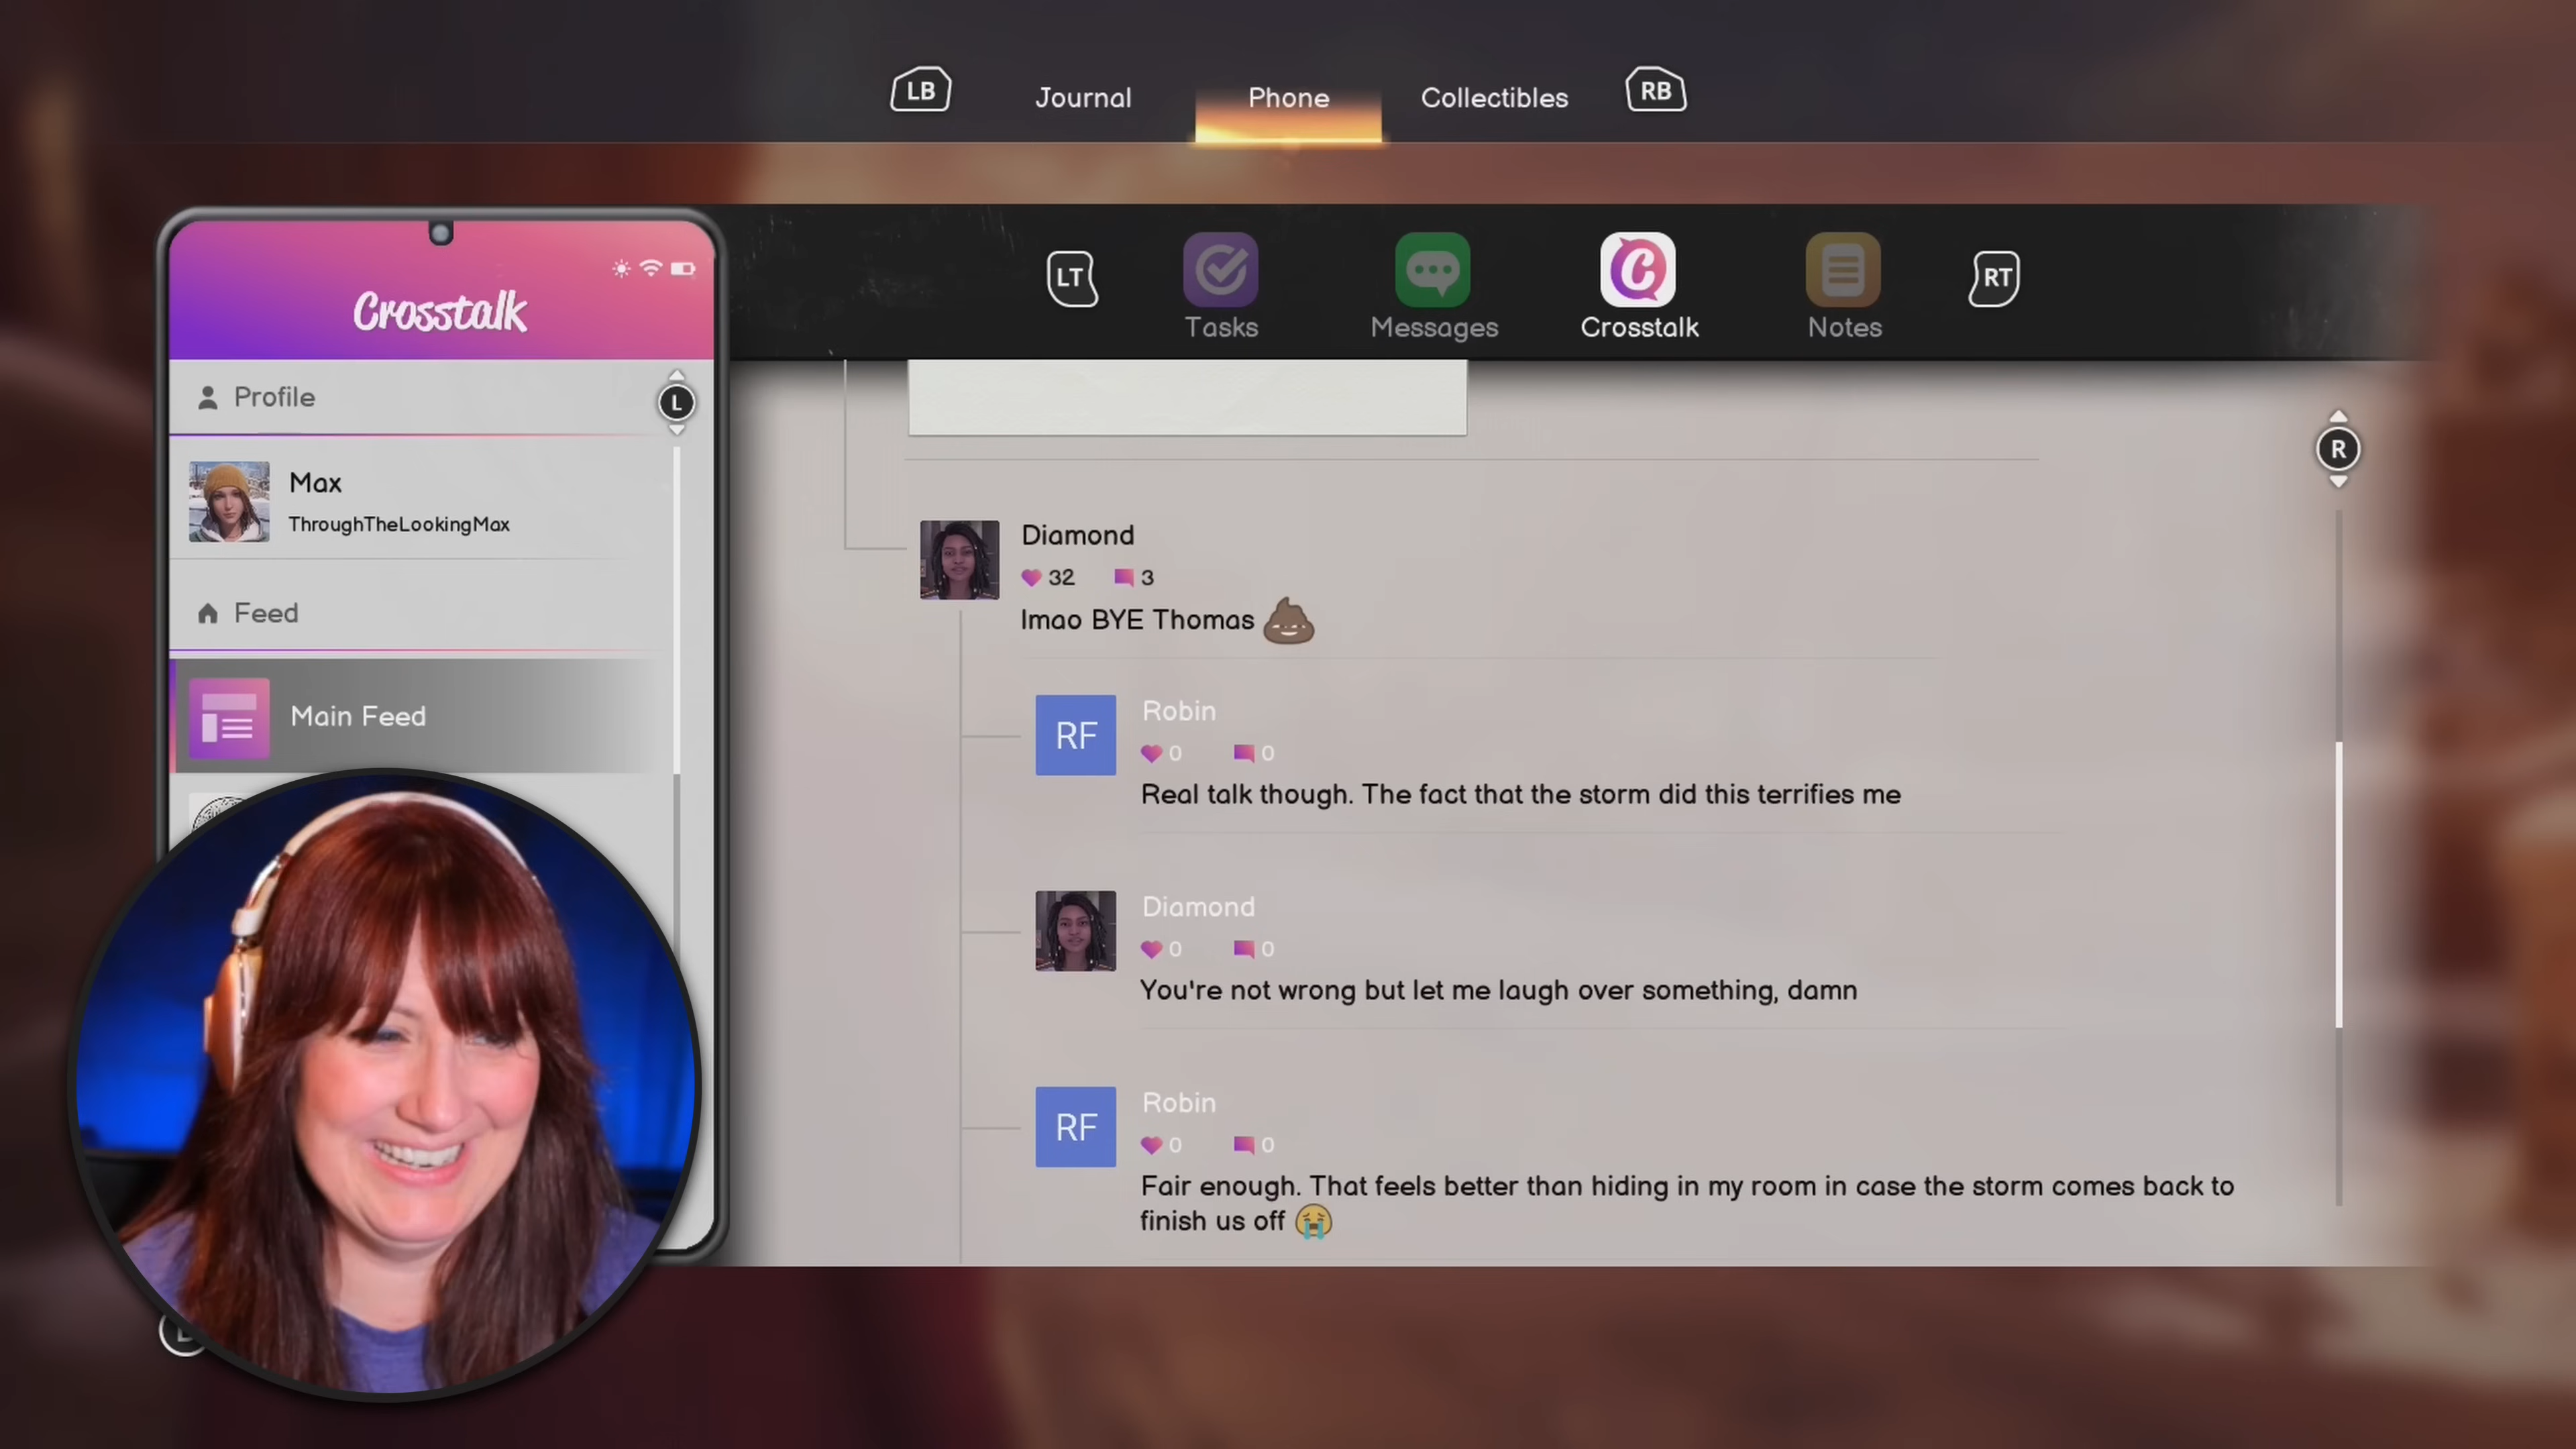 LB
Journal
Phone
Collectibles
RB
Crosstalk
LT
Tasks
Messages
Crosstalk
Notes
RT
Profile
L
Max
ThroughTheLookingMax
Feed
Main Feed
R
Diamond
32 3
lmao BYE Thomas 💩
RF
Robin
0 0
Real talk though. The fact that the storm did this terrifies me
Diamond
0 0
You're not wrong but let me laugh over something, damn
RF
Robin
0 0
Fair enough. That feels better than hiding in my room in case the storm comes back to
finish us off 😭